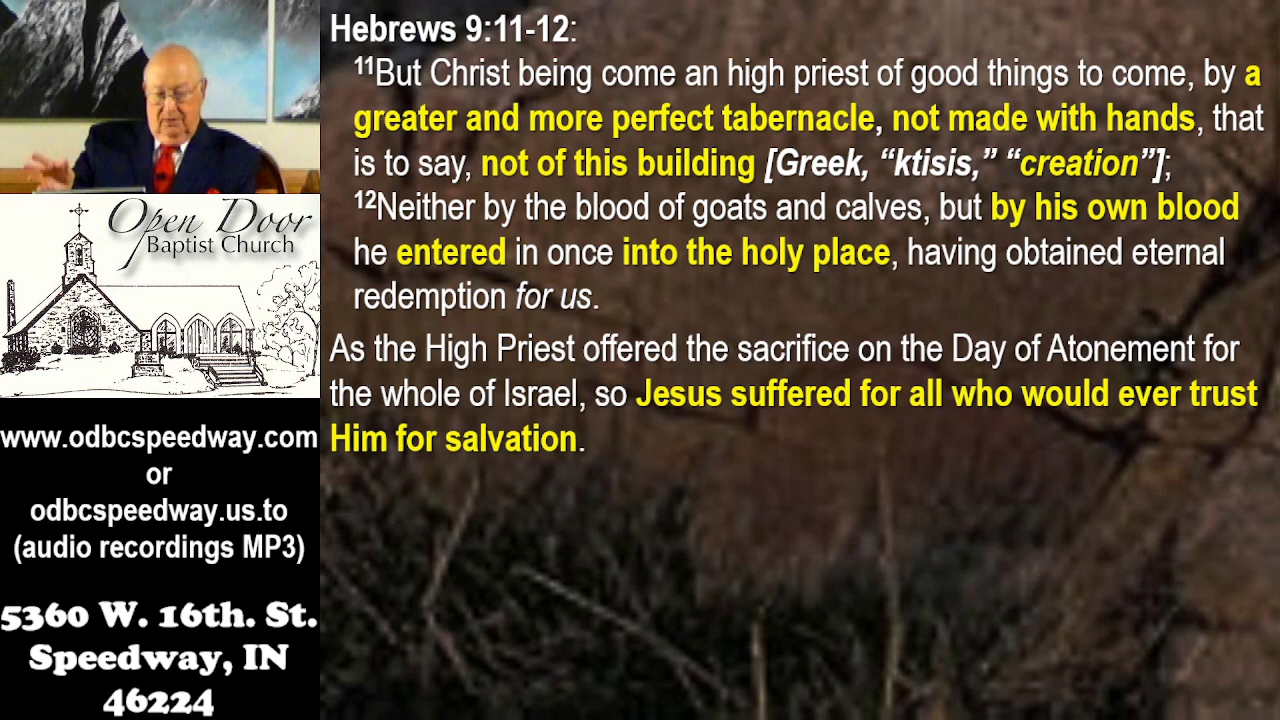 Open Door
Baptist Church
www.odbcspeedway.com
or
odbcspeedway.us.to
(audio recordings MP3)
5360 W. 16th. St.
Speedway, IN
46224
Hebrews 9:11-12:
¹¹But Christ being come an high priest of good things to come, by a
greater and more perfect tabernacle, not made with hands, that
is to say, not of this building [Greek, “ktisis,” “creation”];
¹²Neither by the blood of goats and calves, but by his own blood
he entered in once into the holy place, having obtained eternal
redemption for us.
As the High Priest offered the sacrifice on the Day of Atonement for
the whole of Israel, so Jesus suffered for all who would ever trust
Him for salvation.